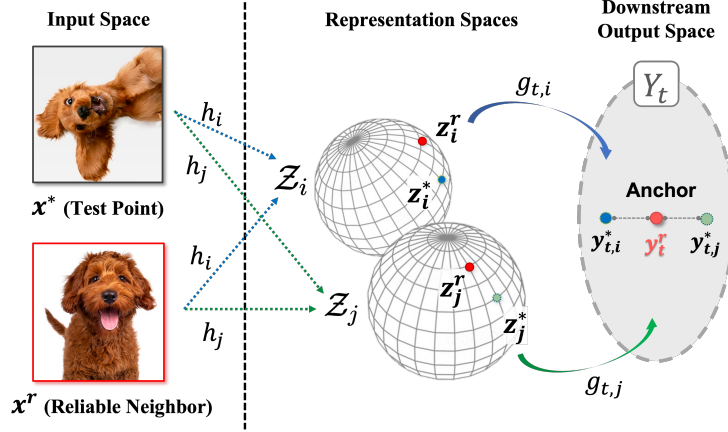 Input Space
Representation Spaces
Downstream
Output Space
x* (Test Point)
x^r (Reliable Neighbor)
h_i
h_j
h_i
h_j
𝒵_i
𝒵_j
z_i^r
z_i^*
z_j^r
z_j^*
g_{t,i}
g_{t,j}
Y_t
Anchor
y_{t,i}^* y_t^r y_{t,j}^*